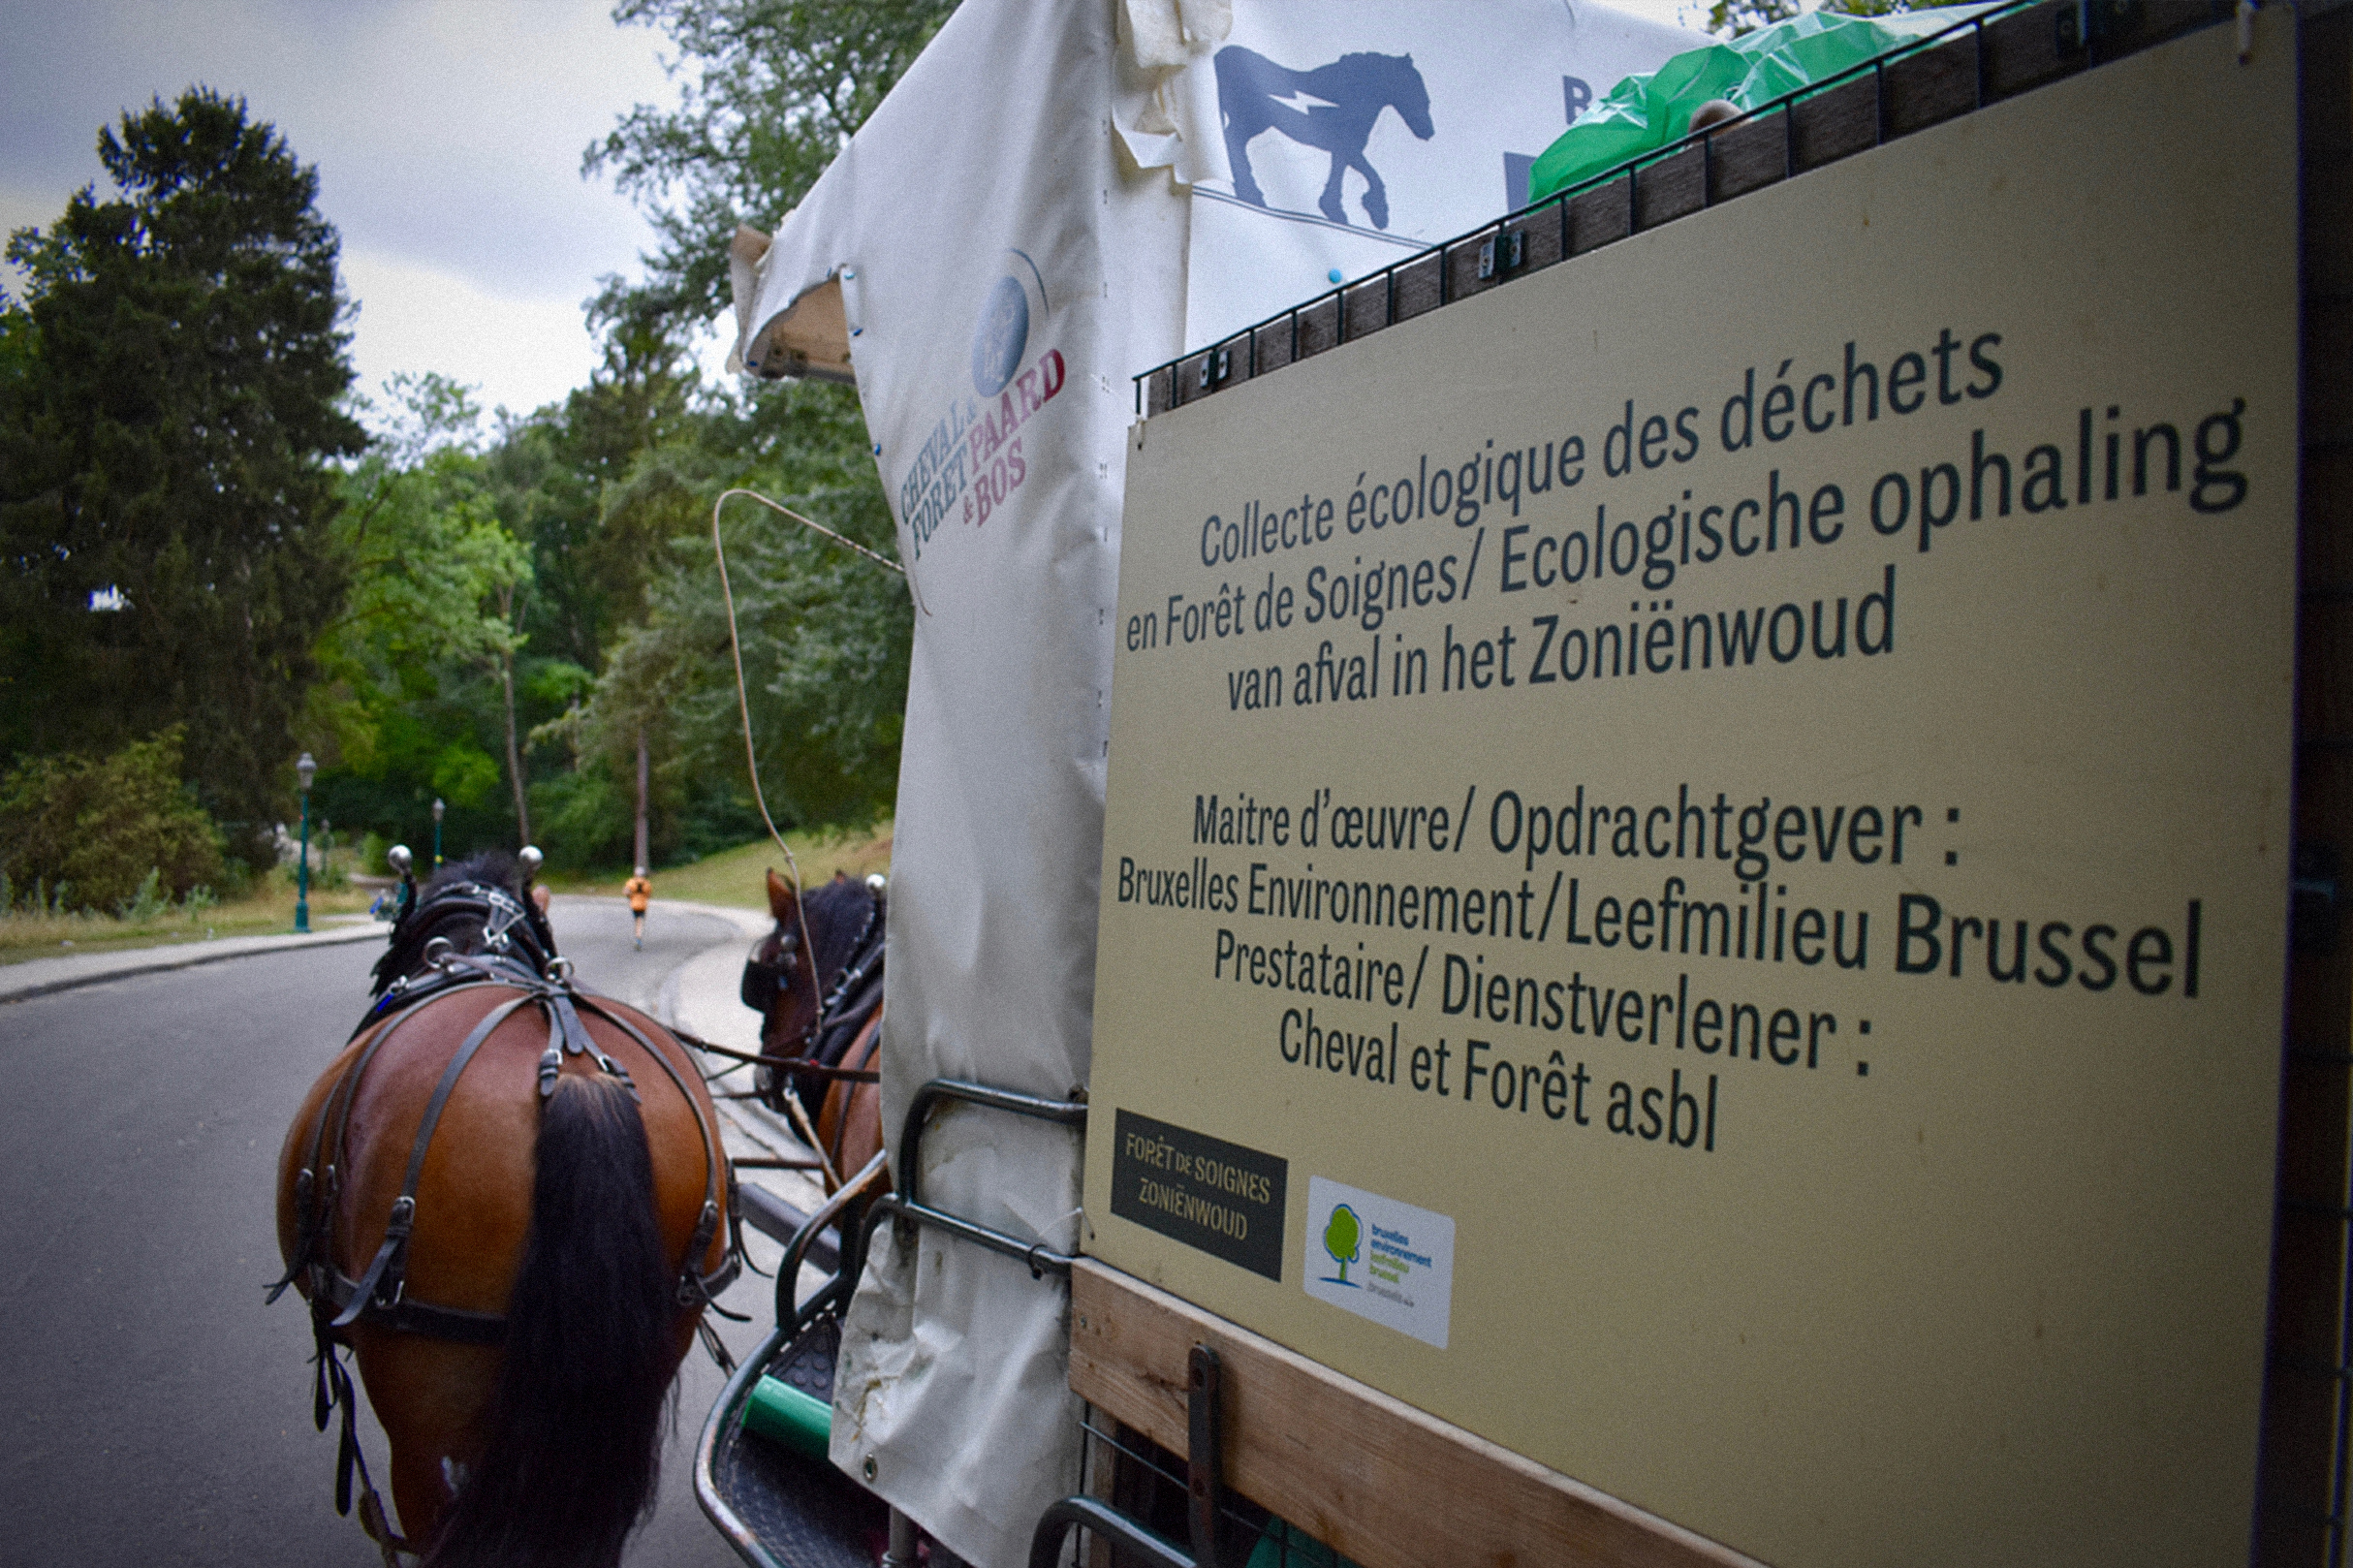 B
CHEVAL &
FORET PAARD
& BOS
Collecte écologique des déchets
en Forêt de Soignes/ Ecologische ophaling
van afval in het Zoniënwoud
Maitre d'œuvre/ Opdrachtgever :
Bruxelles Environnement/Leefmilieu Brussel
Prestataire/ Dienstverlener :
Cheval et Forêt asbl
FORÊT DE SOIGNES
ZONIËNWOUD
bruxelles
environnement
leefmilieu
brussel
brussels